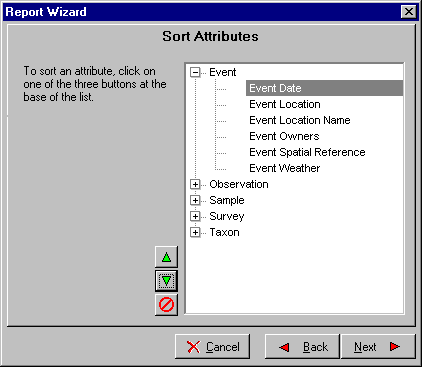 Report Wizard
Sort Attributes
To sort an attribute, click on
one of the three buttons at the
base of the list.
Event
Event Date
Event Location
Event Location Name
Event Owners
Event Spatial Reference
Event Weather
Observation
Sample
Survey
Taxon
Cancel
Back
Next